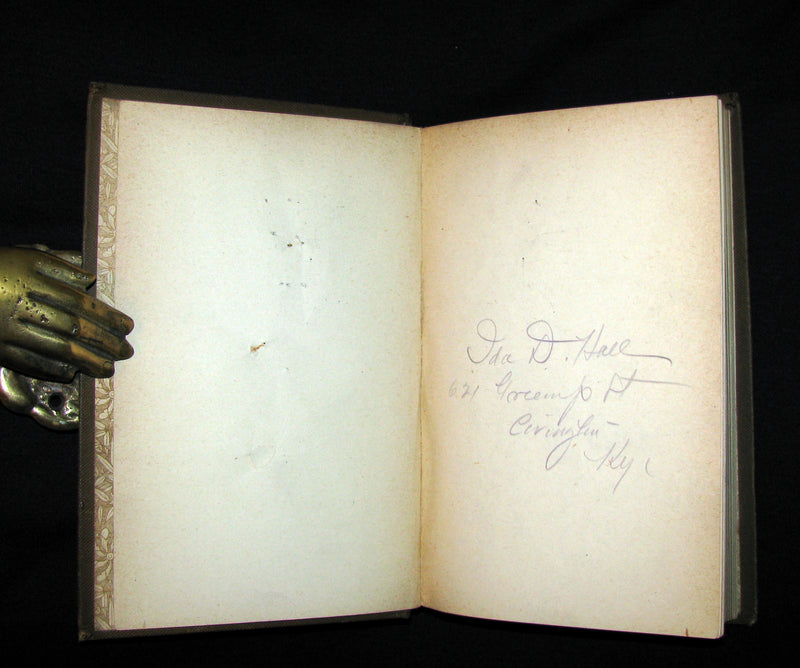 Ida D. Hall
621 Greenup St
Covington
Ky.